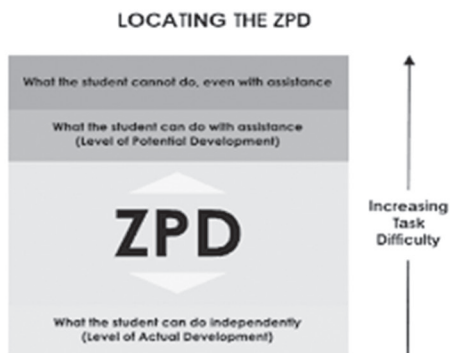 LOCATING THE ZPD
What the student cannot do, even with assistance
What the student can do with assistance
(Level of Potential Development)
ZPD
Increasing
Task
Difficulty
What the student can do independently
(Level of Actual Development)